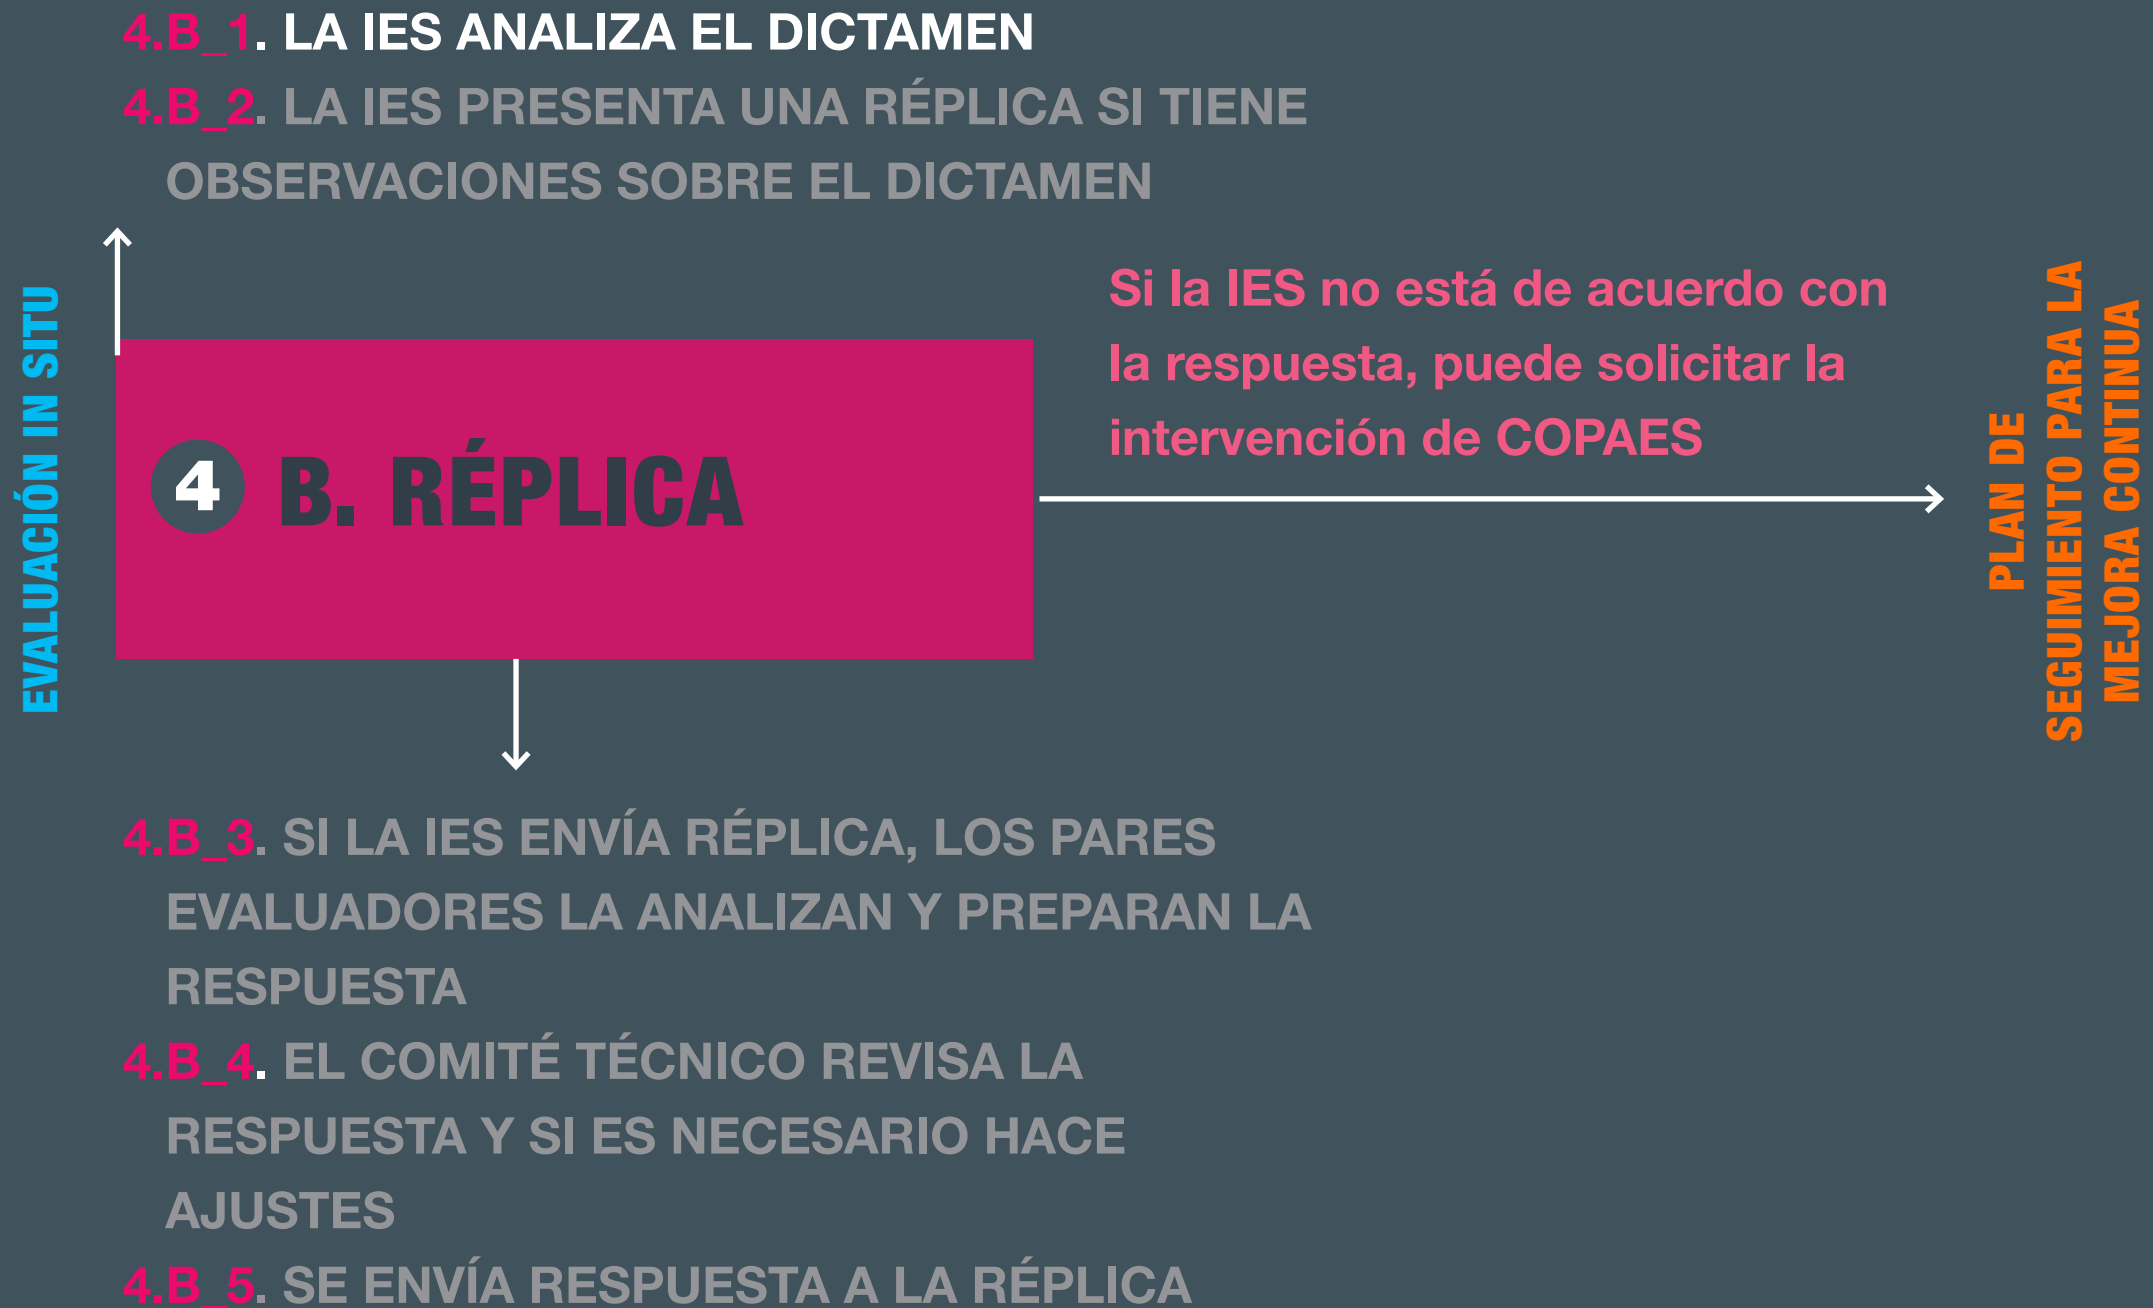 4.B_1. LA IES ANALIZA EL DICTAMEN
4.B_2. LA IES PRESENTA UNA RÉPLICA SI TIENE
OBSERVACIONES SOBRE EL DICTAMEN
EVALUACIÓN IN SITU
4 B. RÉPLICA
Si la IES no está de acuerdo con
la respuesta, puede solicitar la
intervención de COPAES
PLAN DE
SEGUIMIENTO PARA LA
MEJORA CONTINUA
4.B_3. SI LA IES ENVÍA RÉPLICA, LOS PARES
EVALUADORES LA ANALIZAN Y PREPARAN LA
RESPUESTA
4.B_4. EL COMITÉ TÉCNICO REVISA LA
RESPUESTA Y SI ES NECESARIO HACE
AJUSTES
4.B_5. SE ENVÍA RESPUESTA A LA RÉPLICA